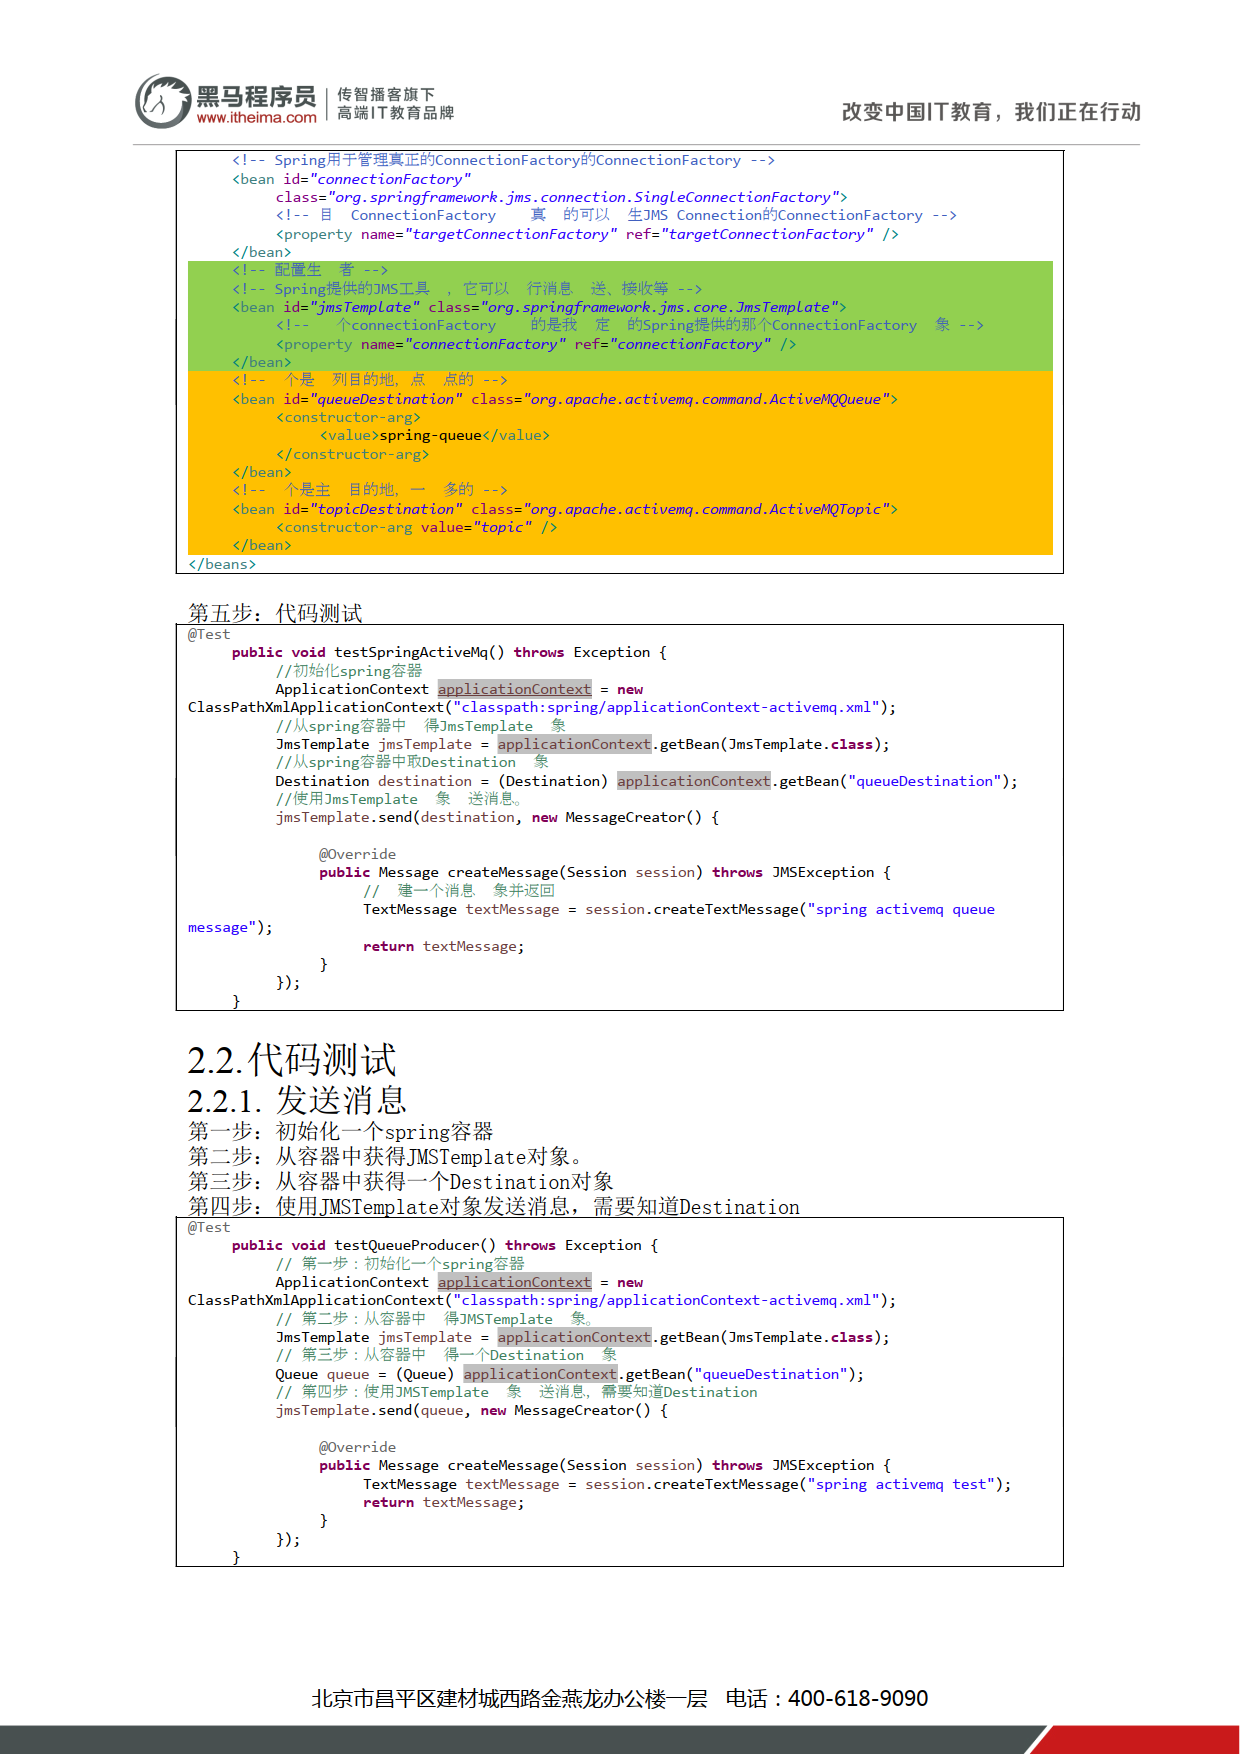 黑马程序员
www.itheima.com
传智播客旗下
高端IT教育品牌
改变中国IT教育，我们正在行动
<!-- Spring用于管理真正的ConnectionFactory的ConnectionFactory -->
<bean id="connectionFactory"
class="org.springframework.jms.connection.SingleConnectionFactory">
<!-- 目 ConnectionFactory 真 的可以 生JMS Connection的ConnectionFactory -->
<property name="targetConnectionFactory" ref="targetConnectionFactory" />
</bean>
<!-- 配置生 者 -->
<!-- Spring提供的JMS工具 ，它可以 行消息 送、接收等 -->
<bean id="jmsTemplate" class="org.springframework.jms.core.JmsTemplate">
<!-- 个connectionFactory 的是我 定 的Spring提供的那个ConnectionFactory 象 -->
<property name="connectionFactory" ref="connectionFactory" />
</bean>
<!-- 个是 列目的地，点 点的 -->
<bean id="queueDestination" class="org.apache.activemq.command.ActiveMQQueue">
<constructor-arg>
<value>spring-queue</value>
</constructor-arg>
</bean>
<!-- 个是主 目的地，一 多的 -->
<bean id="topicDestination" class="org.apache.activemq.command.ActiveMQTopic">
<constructor-arg value="topic" />
</bean>
</beans>
第五步：代码测试
@Test
public void testSpringActiveMq() throws Exception {
//初始化spring容器
ApplicationContext applicationContext = new
ClassPathXmlApplicationContext("classpath:spring/applicationContext-activemq.xml");
//从spring容器中 得JmsTemplate 象
JmsTemplate jmsTemplate = applicationContext.getBean(JmsTemplate.class);
//从spring容器中取Destination 象
Destination destination = (Destination) applicationContext.getBean("queueDestination");
//使用JmsTemplate 象 送消息。
jmsTemplate.send(destination, new MessageCreator() {
@Override
public Message createMessage(Session session) throws JMSException {
// 建一个消息 象并返回
TextMessage textMessage = session.createTextMessage("spring activemq queue
message");
return textMessage;
}
});
}
2.2.代码测试
2.2.1. 发送消息
第一步：初始化一个spring容器
第二步：从容器中获得JMSTemplate对象。
第三步：从容器中获得一个Destination对象
第四步：使用JMSTemplate对象发送消息，需要知道Destination
@Test
public void testQueueProducer() throws Exception {
// 第一步：初始化一个spring容器
ApplicationContext applicationContext = new
ClassPathXmlApplicationContext("classpath:spring/applicationContext-activemq.xml");
// 第二步：从容器中 得JMSTemplate 象。
JmsTemplate jmsTemplate = applicationContext.getBean(JmsTemplate.class);
// 第三步：从容器中 得一个Destination 象
Queue queue = (Queue) applicationContext.getBean("queueDestination");
// 第四步：使用JMSTemplate 象 送消息，需要知道Destination
jmsTemplate.send(queue, new MessageCreator() {
@Override
public Message createMessage(Session session) throws JMSException {
TextMessage textMessage = session.createTextMessage("spring activemq test");
return textMessage;
}
});
}
北京市昌平区建材城西路金燕龙办公楼一层 电话：400-618-9090